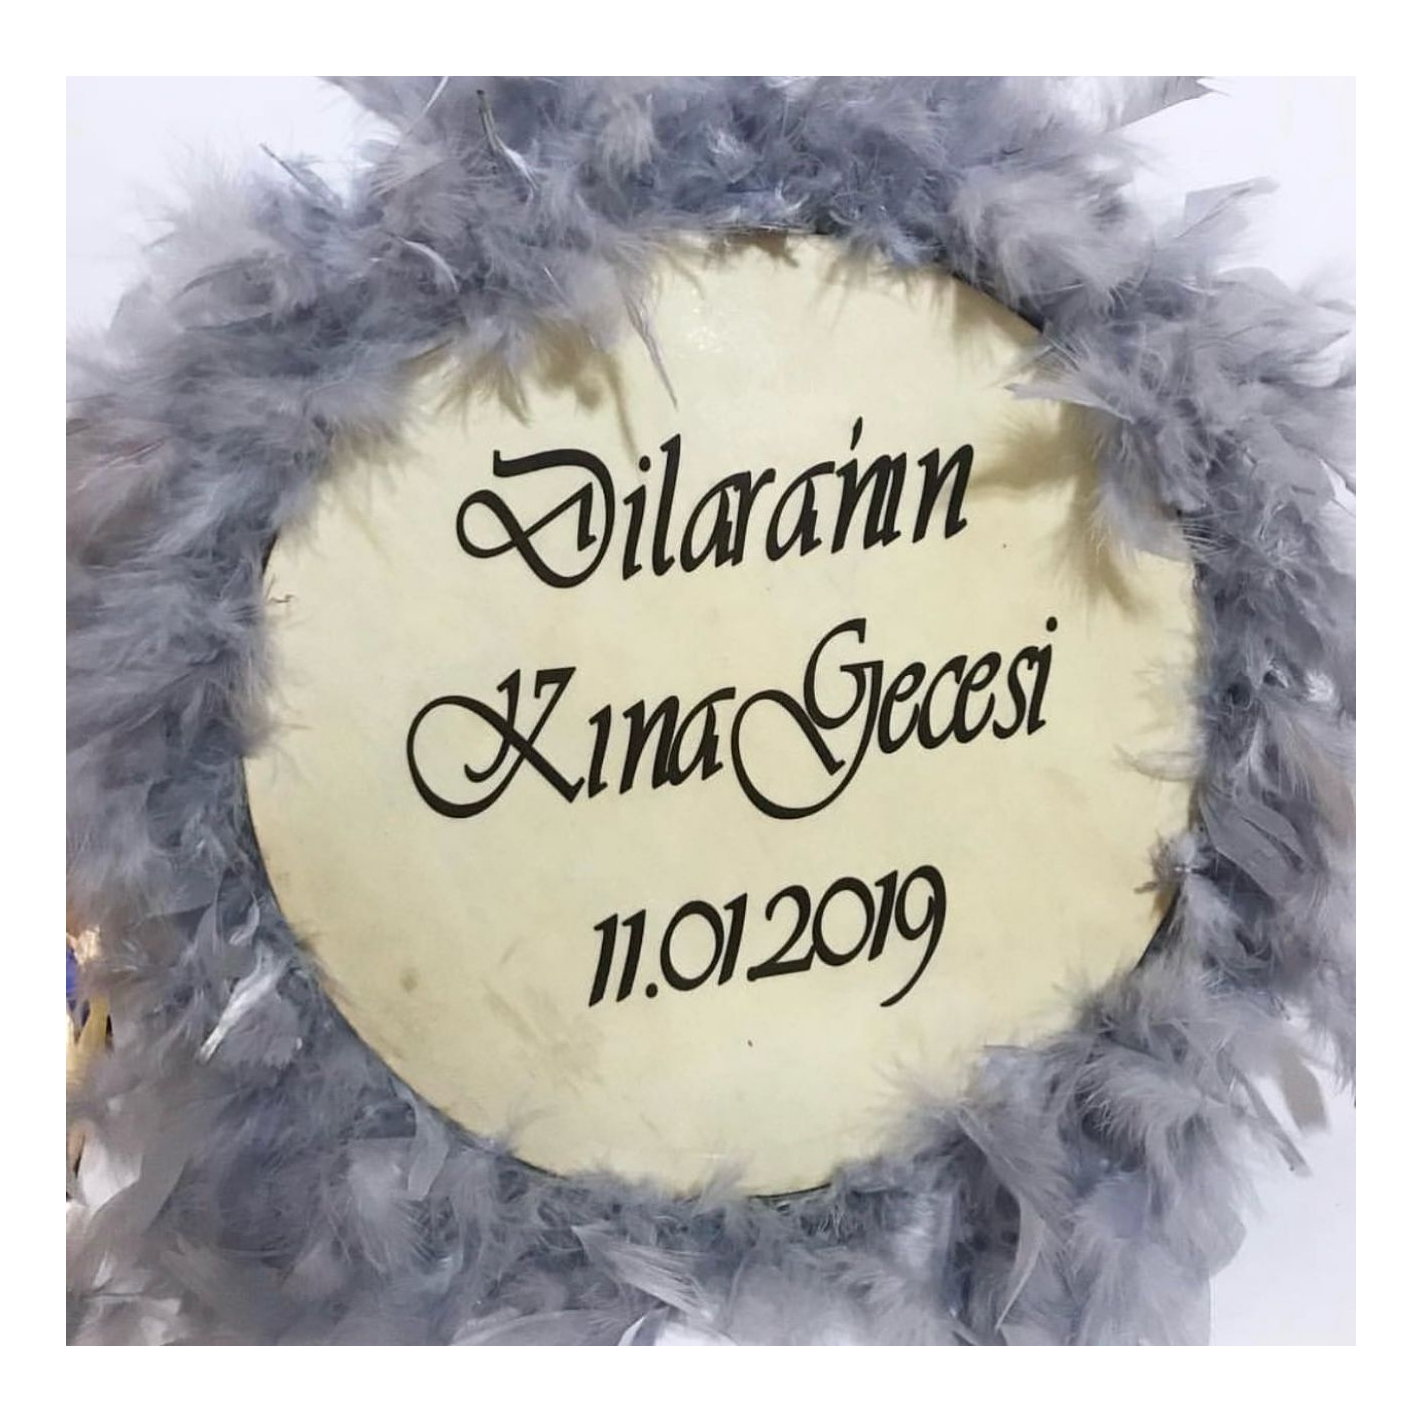 Dilara'nın
Kına Gecesi
11.01.2019